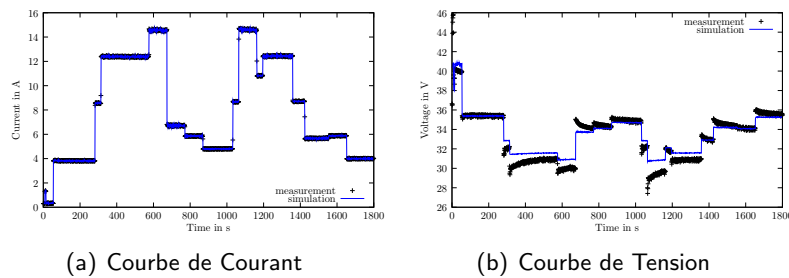 16
14
12
10
8
6
4
2
0
Current in A
measurement
simulation
0 200 400 600 800 1000 1200 1400 1600 1800
Time in s
(a) Courbe de Courant
46
44
42
40
38
36
34
32
30
28
26
Voltage in V
measurement
simulation
0 200 400 600 800 1000 1200 1400 1600 1800
Time in s
(b) Courbe de Tension